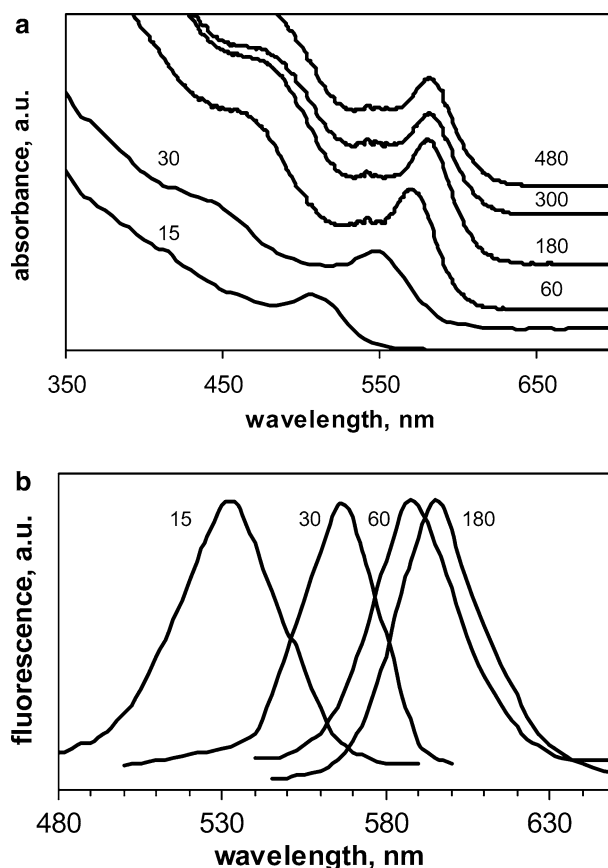 a
absorbance, a.u.
30
15
480
300
180
60
350 450 550 650
wavelength, nm
b
fluorescence, a.u.
15 30 60 180
480 530 580 630
wavelength, nm